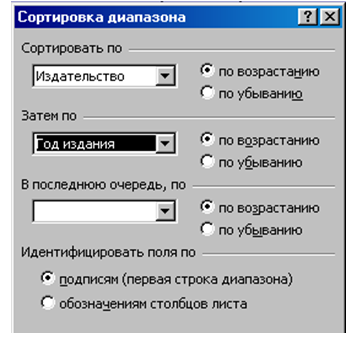 Сортировка диапазона
Сортировать по
Издательство
по возрастанию
по убыванию
Затем по
Год издания
по возрастанию
по убыванию
В последнюю очередь, по
по возрастанию
по убыванию
Идентифицировать поля по
подписям (первая строка диапазона)
обозначениям столбцов листа